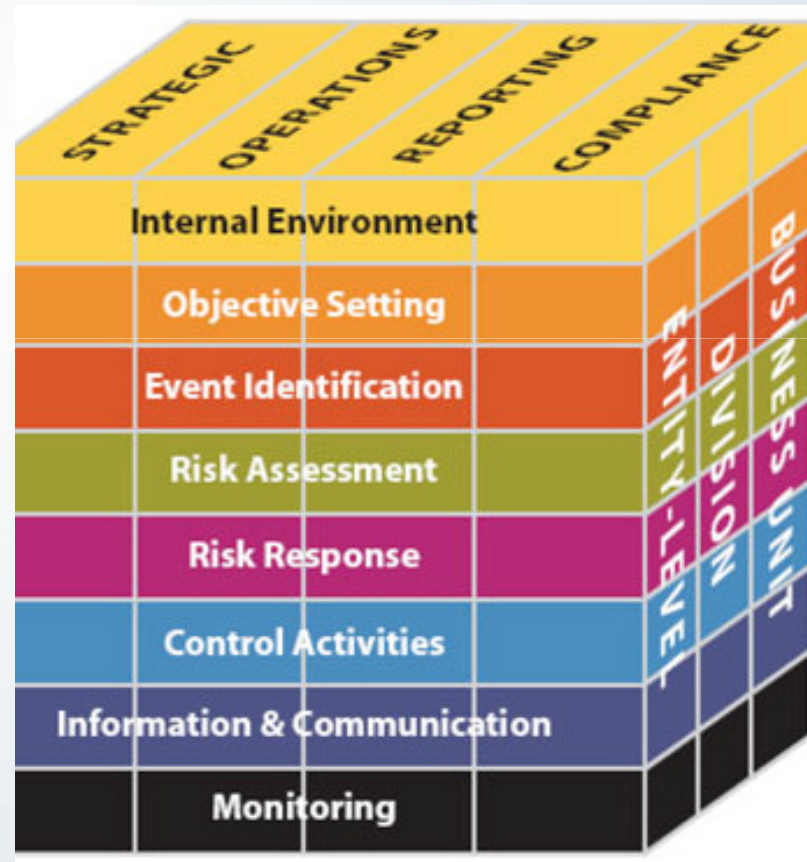 STRATEGIC
OPERATIONS
REPORTING
COMPLIANCE
Internal Environment
Objective Setting
Event Identification
Risk Assessment
Risk Response
Control Activities
Information & Communication
Monitoring
ENTITY-LEVEL
DIVISION
BUSINESS UNIT